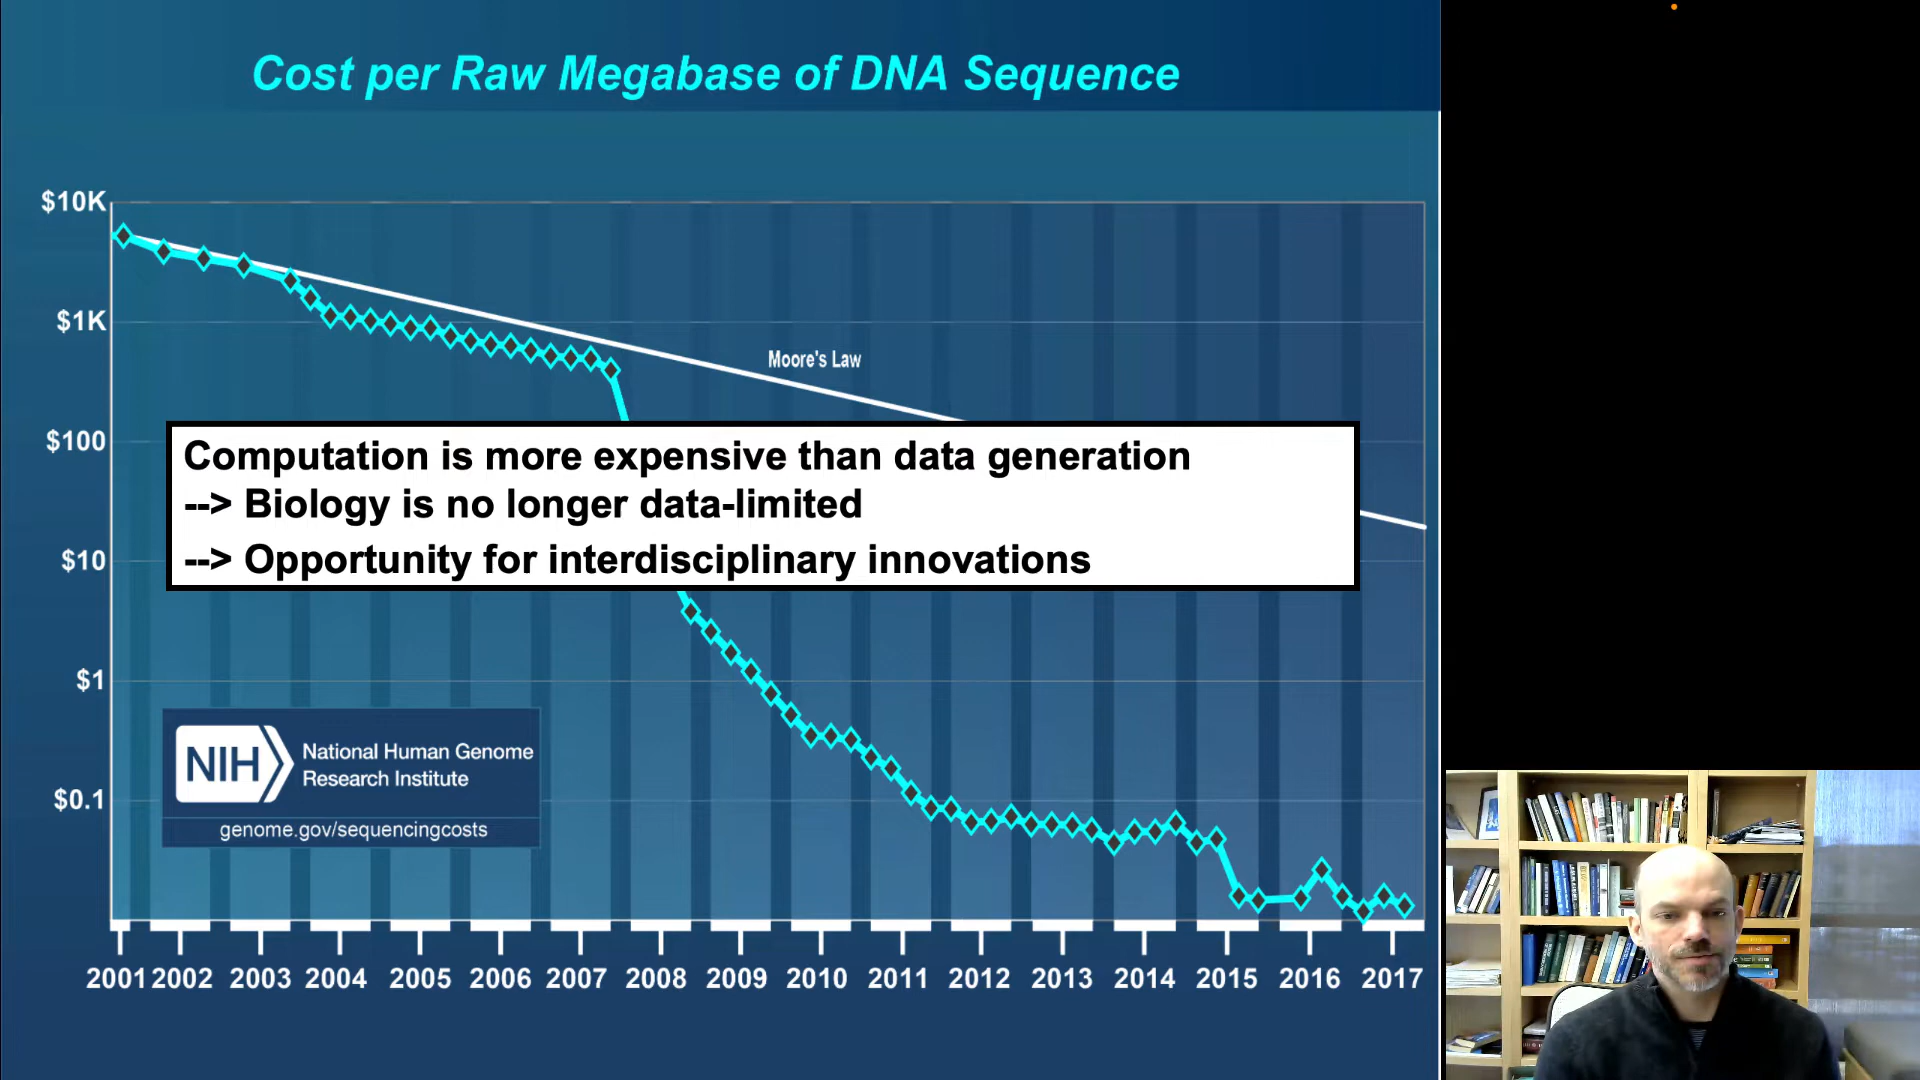 Cost per Raw Megabase of DNA Sequence
$10K
$1K
Moore's Law
$100
Computation is more expensive than data generation
--> Biology is no longer data-limited
--> Opportunity for interdisciplinary innovations
$10
$1
NIH
National Human Genome
Research Institute
genome.gov/sequencingcosts
$0.1
2001 2002 2003 2004 2005 2006 2007 2008 2009 2010 2011 2012 2013 2014 2015 2016 2017